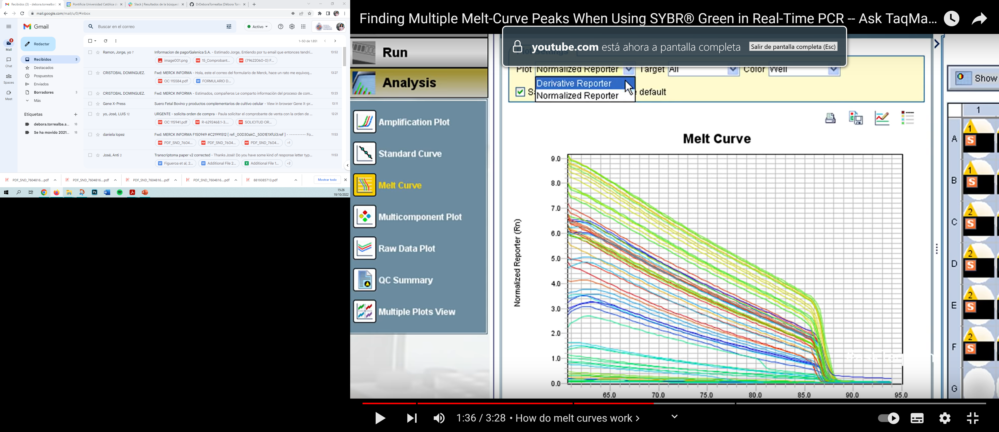 Recibidos (3) - debora.torrealba
Pontificia Universidad Católica de
Slack | Resultados de la búsqued
DrDeboraTorrealba (Débora Torr
mail.google.com/mail/u/0/#inbox
Gmail
Buscar en el correo
Activo
3
Mail
Chat
Spaces
Meet
Redactar
Recibidos 3
Destacados
Pospuestos
Enviados
Borradores 3
Más
Etiquetas
debora.torrealba.s... 18
Se ha movido 2021... 18
1–50 de 1.851
Ramon, Jorge, yo 7 Informacion de pago/Galenica S.A. - Estimado Jorge, Entiendo por tu email que entonces tendrí... 13:52
image001.png 15_Comprobant... (79622060-0) F...
CRISTOBAL DOMINGUEZ. Fwd: MERCK INFORMA - Hola, este el correo del formulario de Merck, hace un rato me equivoq... 13:27
OC 115584.pdf FORMULARIO D...
CRISTOBAL DOMINGUEZ. Fwd: MERCK INFORMA - Estimados, compañeros Le comparto información del proceso de com... 13:23
Gene X-Press Suero Fetal Bovino y productos complementarios de cultivo celular - View in browser Gene X-pr... 13:11
yo, José, LUIS 12 URGENTE - solicita orden de compra - Paula solicitar el comprobante de venta con la orden de ... 12:21
OC 115941.pdf R-6292468.1-3.... SOLICITUD OR...
daniela lopez Fwd: MERCK INFORMA F150949 #C21991512 [ ref:_00D30akC._5001E1XfUi3:ref ] - ---------- Fo... 11:53
PDF_SND_7604... PDF_SND_7604... PDF_SND_7604... +1
José, Anti 2 Transcriptoma paper v2 corrected - Thanks José! Do you have some kind of response letter typ... 11:53
Figueroa et al, 2... Additional File 2... Additional File 1... +2
PDF_SND_7604816....pdf PDF_SND_7604816....pdf PDF_SND_7604816....pdf PDF_SND_7604816....pdf 8819385713.pdf Mostrar todo
15:26
19/10/2022
Finding Multiple Melt-Curve Peaks When Using SYBR® Green in Real-Time PCR -- Ask TaqMa...
youtube.com está ahora a pantalla completa Salir de pantalla completa (Esc)
Run
Analysis
Amplification Plot
Standard Curve
Melt Curve
Multicomponent Plot
Raw Data Plot
QC Summary
Multiple Plots View
Plot Normalized Reporter Target All Color Well
Derivative Reporter
Normalized Reporter
default
Show
Melt Curve
Normalized Reporter (Rn)
9.0
8.0
7.0
6.0
5.0
4.0
3.0
2.0
1.0
0.0
65.0 70.0 75.0 80.0 85.0 90.0 95.0
1
A 1 S
B 1 S
C 2 S
D 2 S
E 2 S
F 2 S
G
1:36 / 3:28 • How do melt curves work